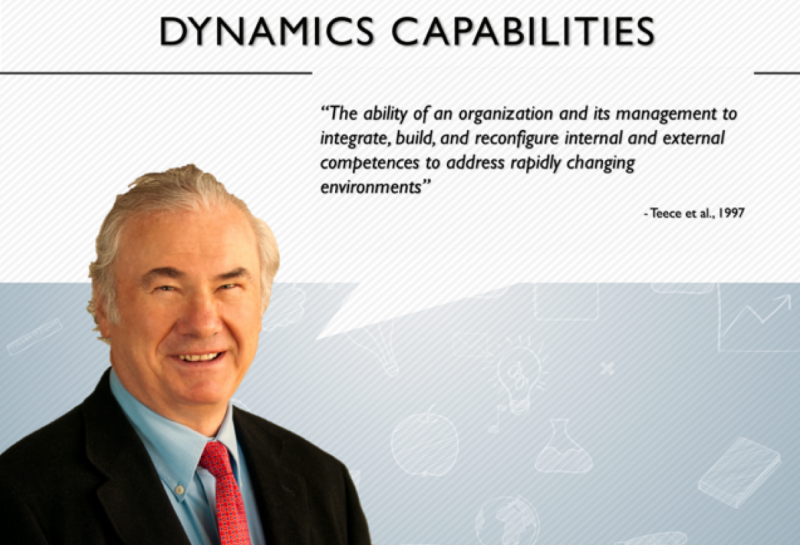 DYNAMICS CAPABILITIES
“The ability of an organization and its management to
integrate, build, and reconfigure internal and external
competences to address rapidly changing
environments”
- Teece et al., 1997